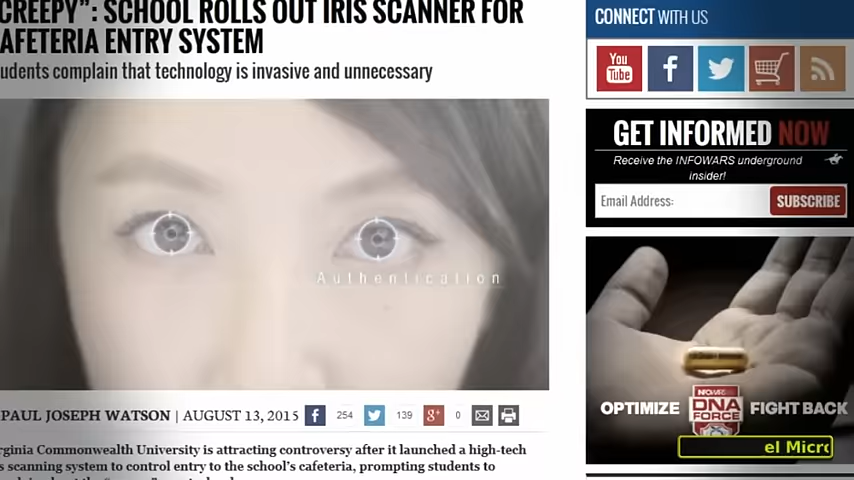 CREEPY”: SCHOOL ROLLS OUT IRIS SCANNER FOR
AFETERIA ENTRY SYSTEM
udents complain that technology is invasive and unnecessary
Authentication
PAUL JOSEPH WATSON | AUGUST 13, 2015
254
139
0
rginia Commonwealth University is attracting controversy after it launched a high-tech
s scanning system to control entry to the school’s cafeteria, prompting students to
CONNECT WITH US
You
Tube
GET INFORMED NOW
Receive the INFOWARS underground
insider!
Email Address:
SUBSCRIBE
OPTIMIZE
INFOWARS
DNA
FORCE
FIGHT BACK
el Micro